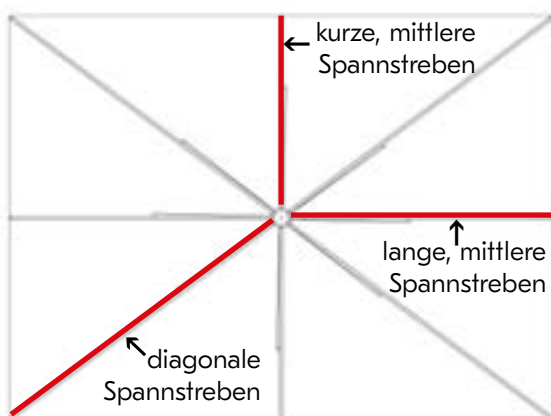 kurze, mittlere
Spannstreben
lange, mittlere
Spannstreben
diagonale
Spannstreben